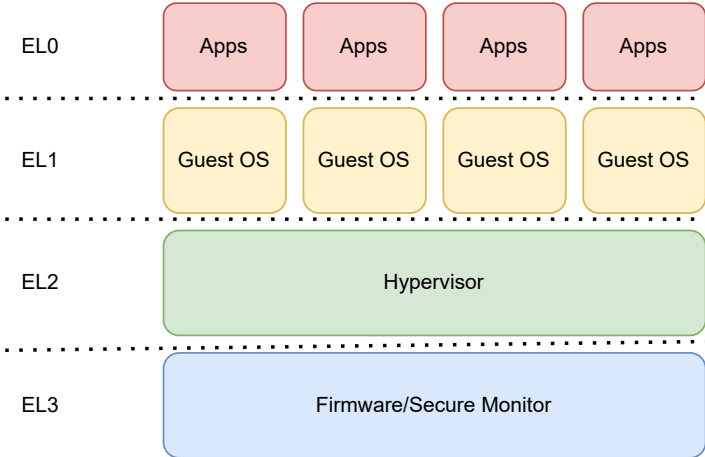 EL0 Apps Apps Apps Apps
EL1 Guest OS Guest OS Guest OS Guest OS
EL2 Hypervisor
EL3 Firmware/Secure Monitor